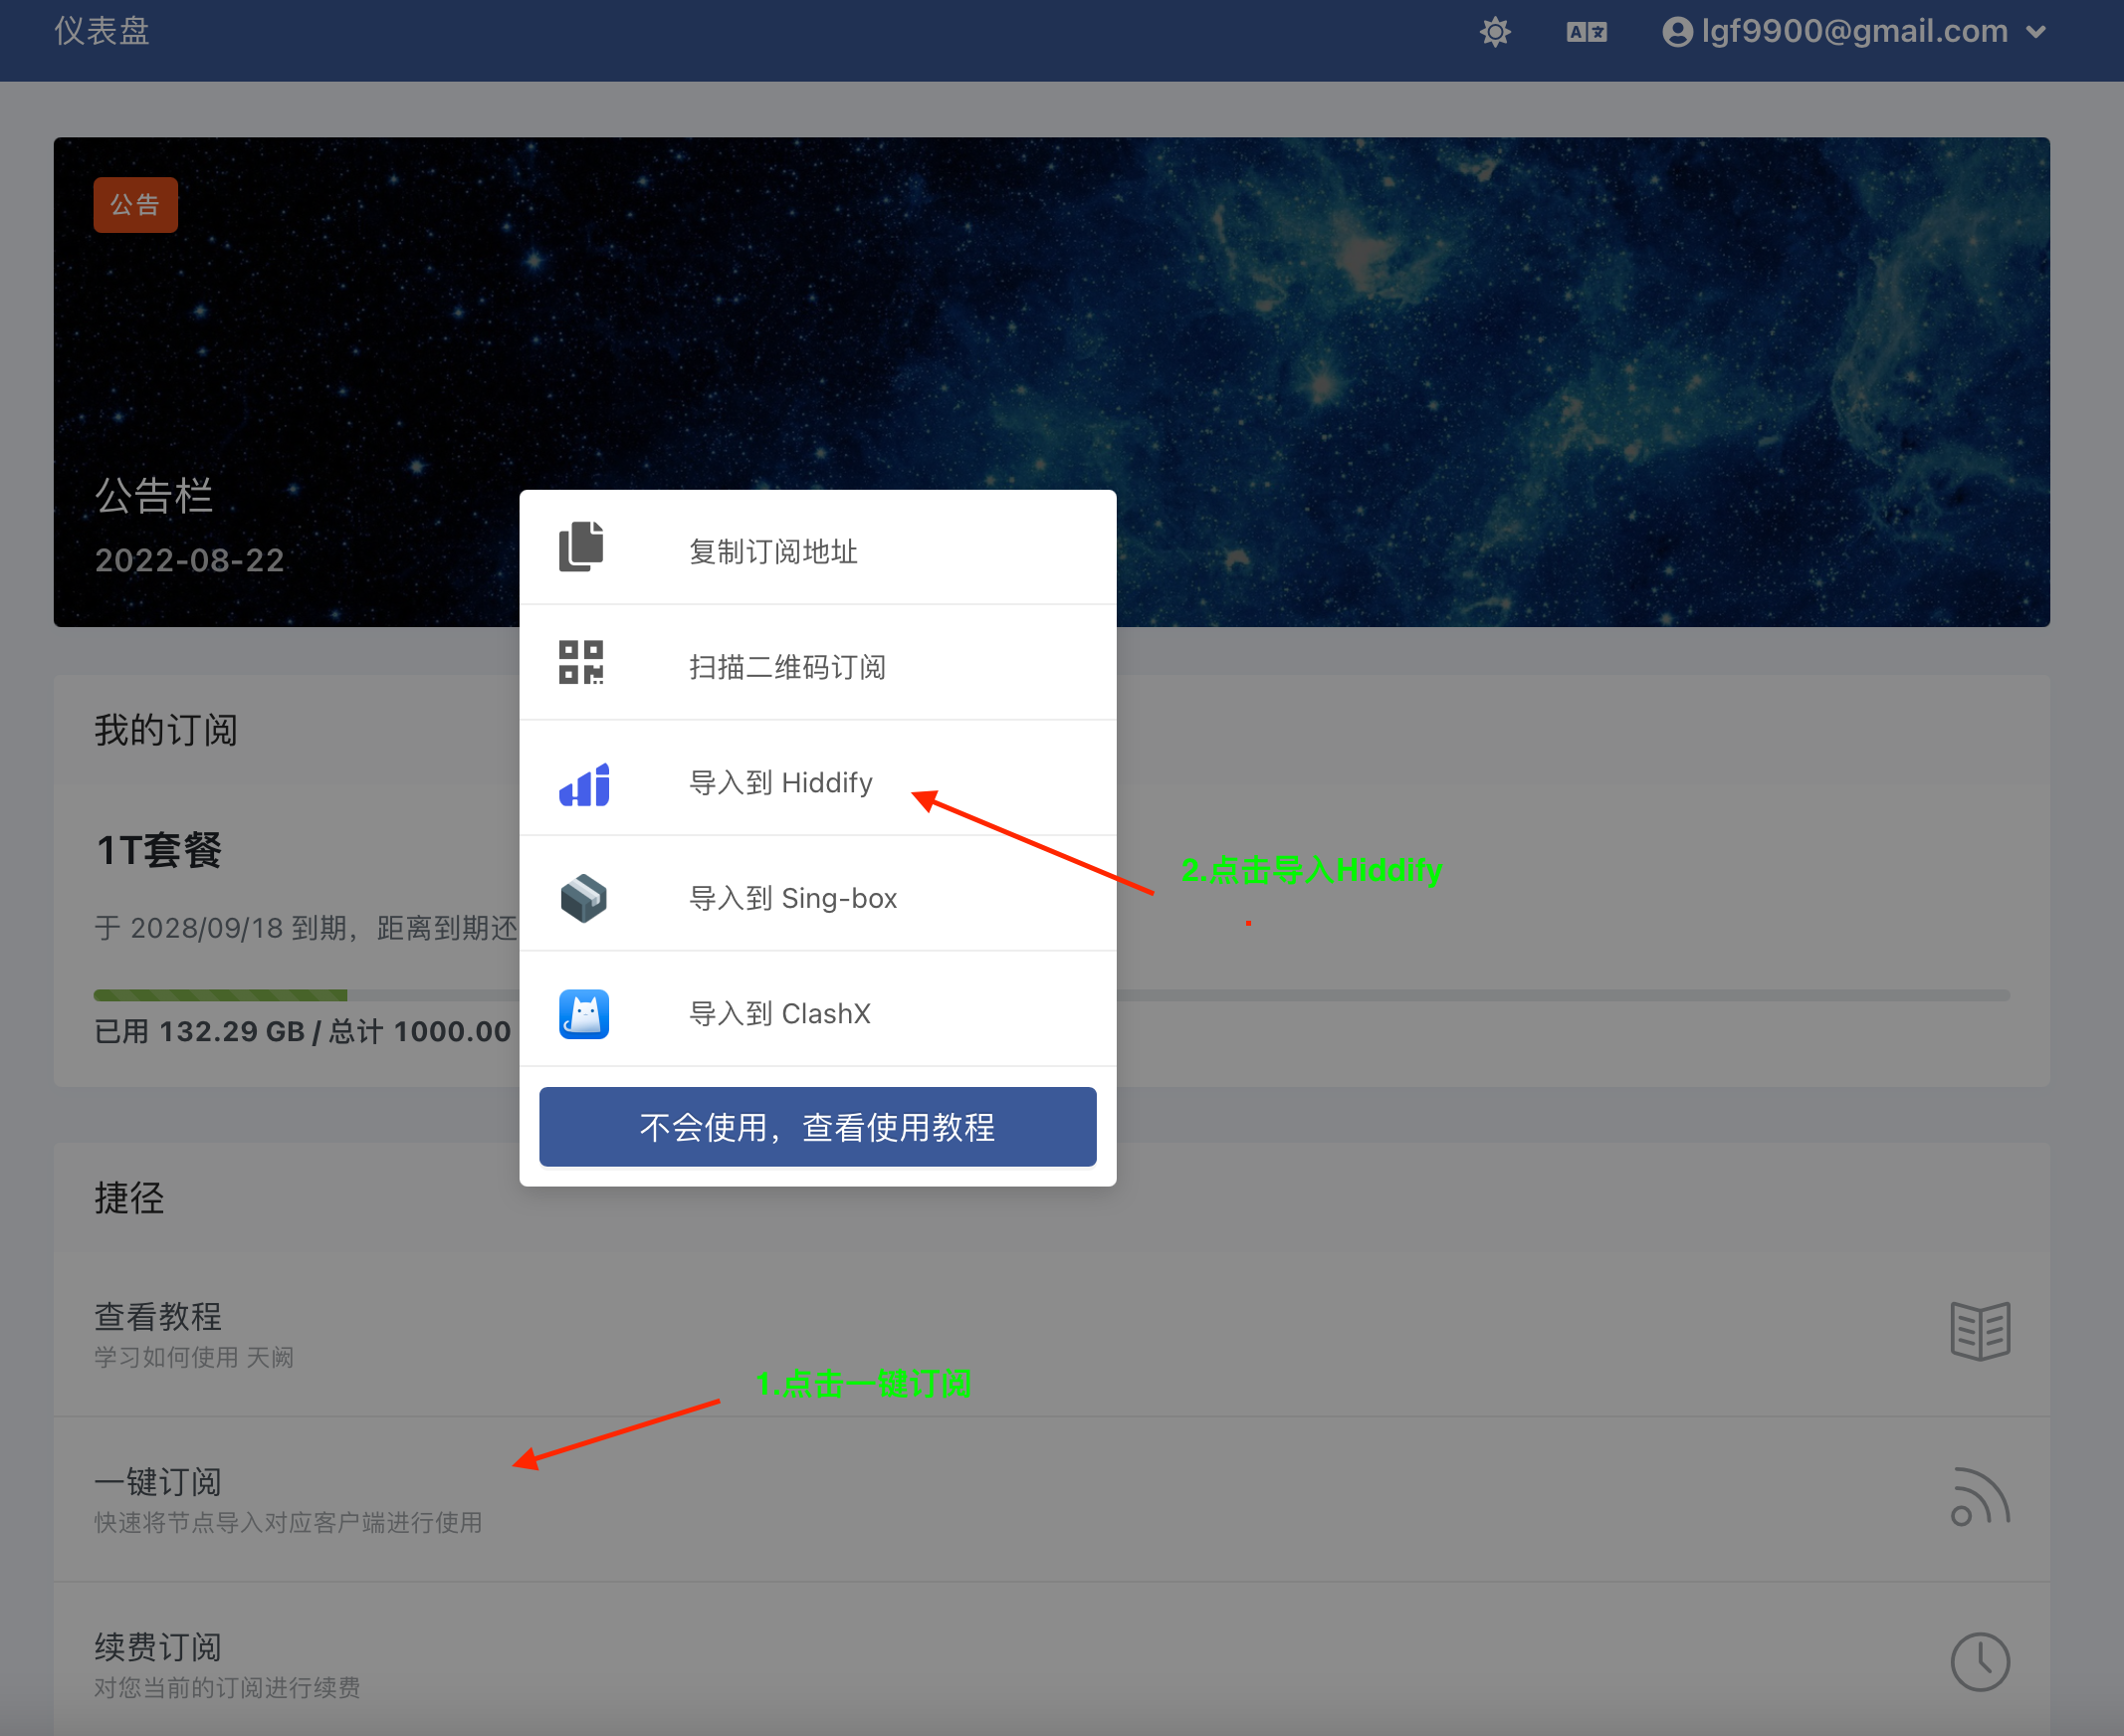 仪表盘
lgf9900@gmail.com
公告
公告栏
2022-08-22
复制订阅地址
扫描二维码订阅
导入到 Hiddify
导入到 Sing-box
导入到 ClashX
不会使用，查看使用教程
我的订阅
1T套餐
于 2028/09/18 到期，距离到期还
已用 132.29 GB / 总计 1000.00
2.点击导入Hiddify
捷径
查看教程
学习如何使用 天阙
1.点击一键订阅
一键订阅
快速将节点导入对应客户端进行使用
续费订阅
对您当前的订阅进行续费